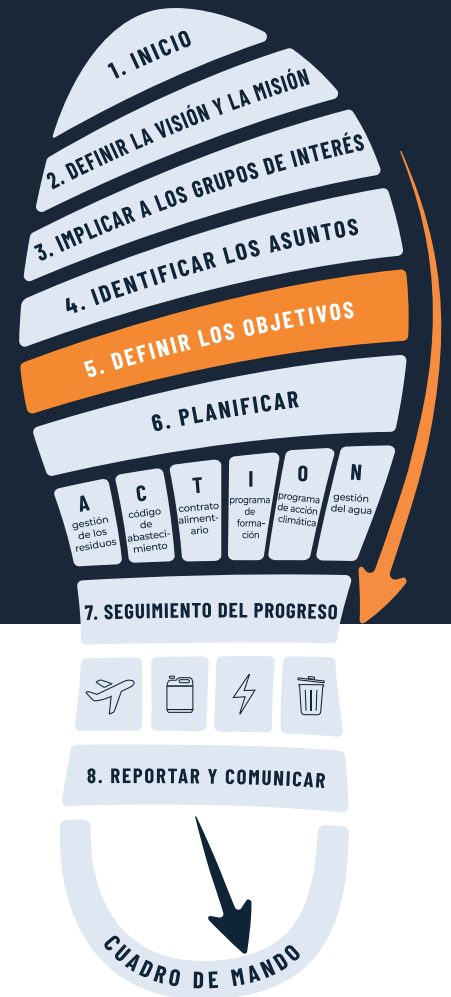 1. INICIO
2. DEFINIR LA VISIÓN Y LA MISIÓN
3. IMPLICAR A LOS GRUPOS DE INTERÉS
4. IDENTIFICAR LOS ASUNTOS
5. DEFINIR LOS OBJETIVOS
6. PLANIFICAR
A
gestión
de los
residuos
C
código
de
abasteci-
miento
T
contrato
aliment-
ario
I
programa
de
forma-
ción
O
programa
de acción
climática
N
gestión
del agua
7. SEGUIMIENTO DEL PROGRESO
8. REPORTAR Y COMUNICAR
CUADRO DE MANDO